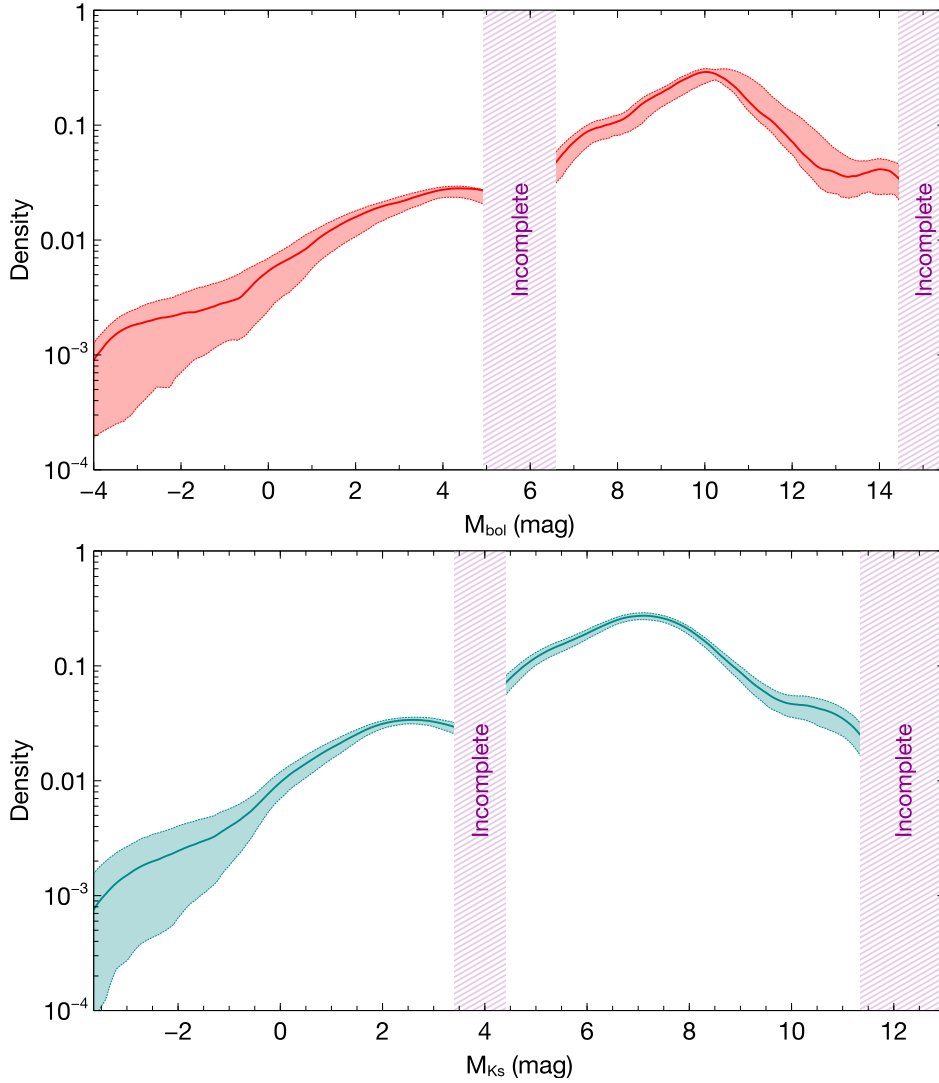 1
0.1
0.01
10⁻³
10⁻⁴
Density
Incomplete
Incomplete
−4 −2 0 2 4 6 8 10 12 14
M_bol (mag)
1
0.1
0.01
10⁻³
10⁻⁴
Density
Incomplete
Incomplete
−2 0 2 4 6 8 10 12
M_Ks (mag)